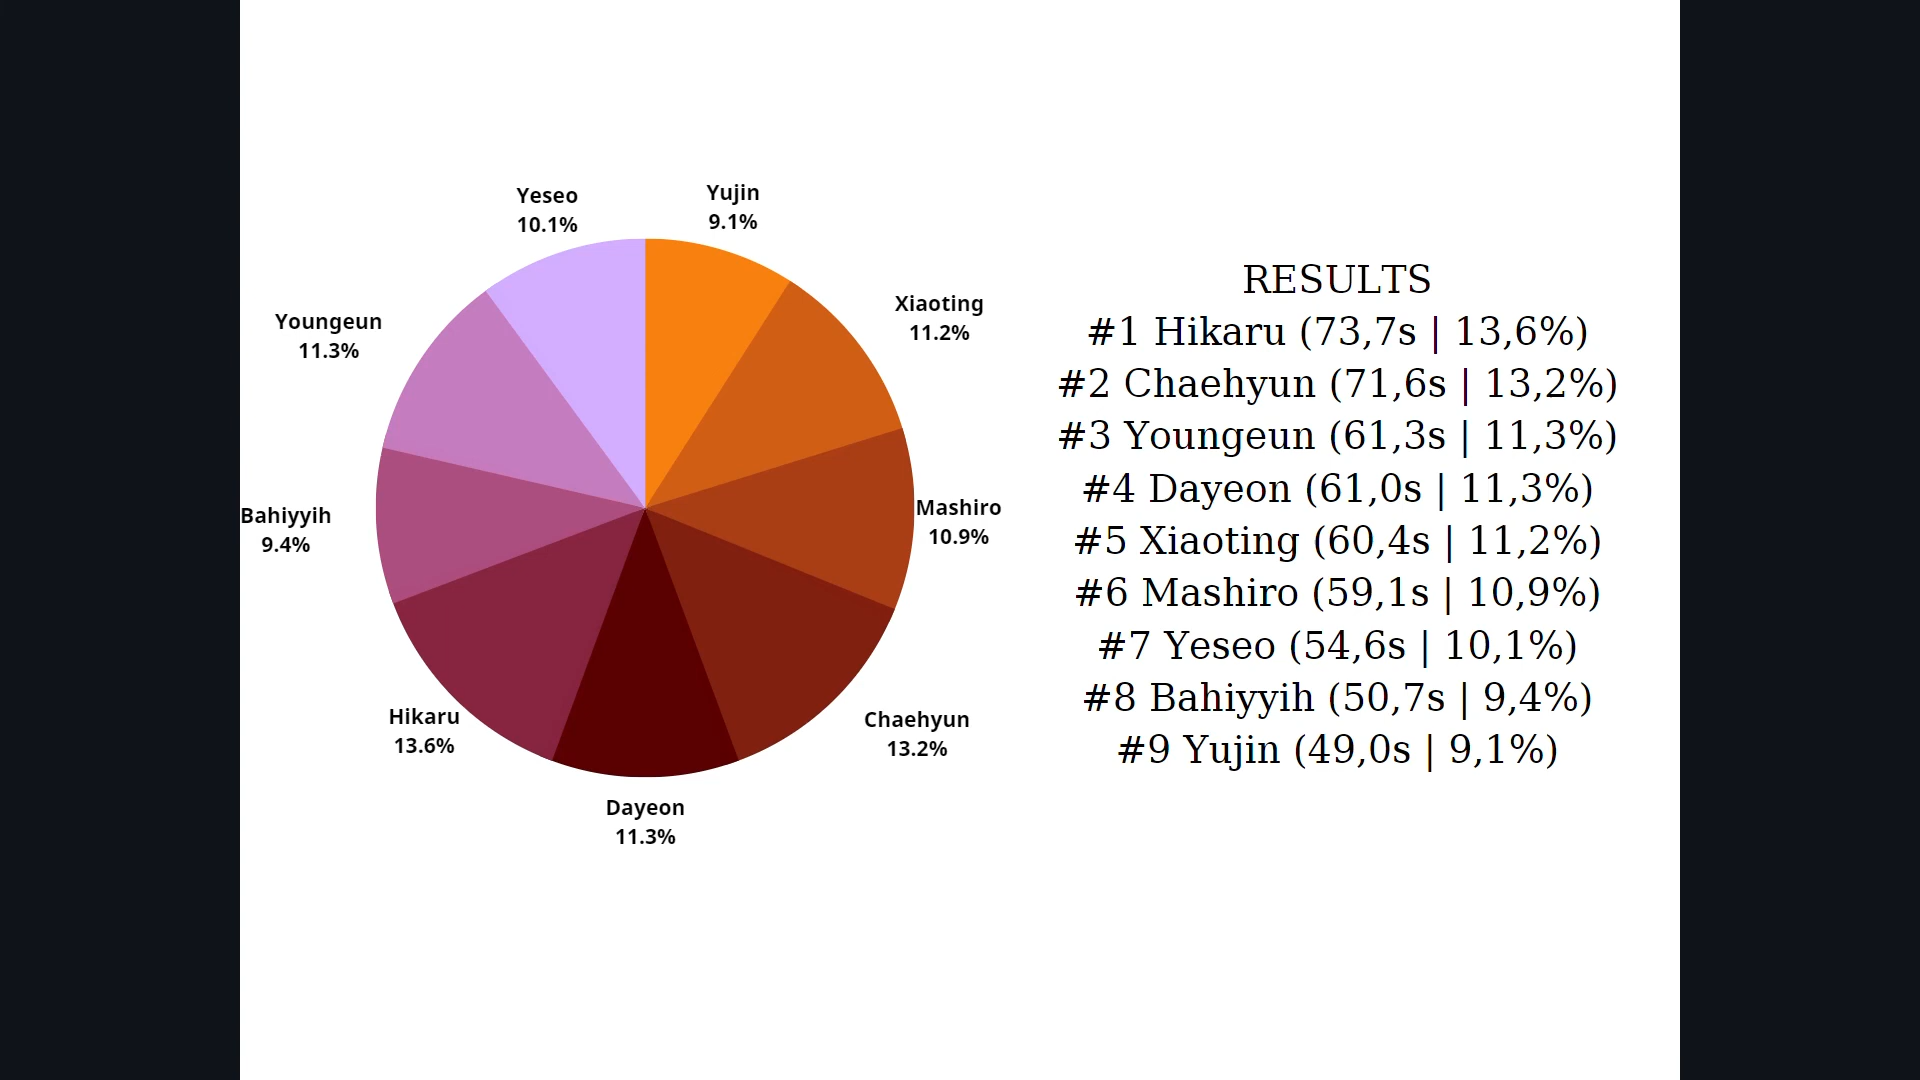 Yeseo
10.1%
Yujin
9.1%
Xiaoting
11.2%
Youngeun
11.3%
Mashiro
10.9%
Bahiyyih
9.4%
Hikaru
13.6%
Chaehyun
13.2%
Dayeon
11.3%
RESULTS
#1 Hikaru (73,7s | 13,6%)
#2 Chaehyun (71,6s | 13,2%)
#3 Youngeun (61,3s | 11,3%)
#4 Dayeon (61,0s | 11,3%)
#5 Xiaoting (60,4s | 11,2%)
#6 Mashiro (59,1s | 10,9%)
#7 Yeseo (54,6s | 10,1%)
#8 Bahiyyih (50,7s | 9,4%)
#9 Yujin (49,0s | 9,1%)